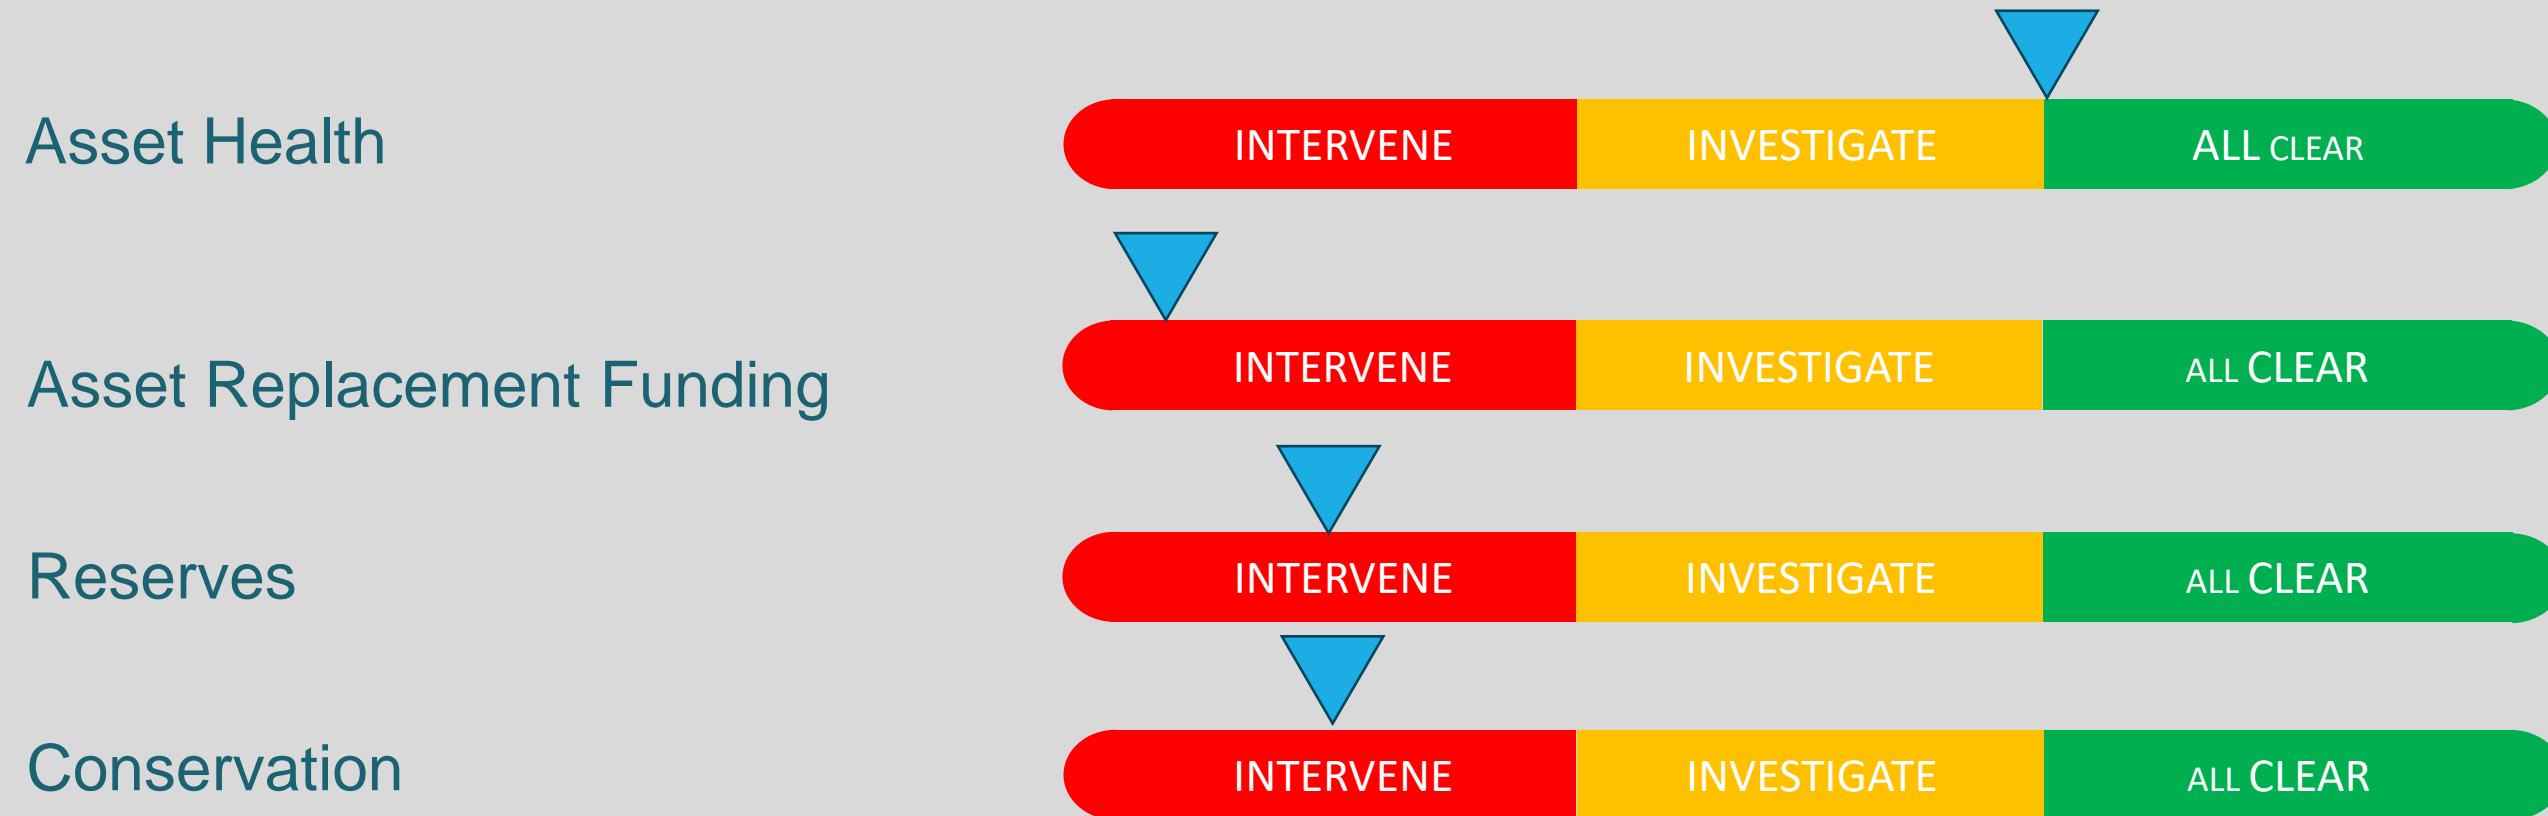 Asset Health
INTERVENE INVESTIGATE ALL CLEAR
Asset Replacement Funding
INTERVENE INVESTIGATE ALL CLEAR
Reserves
INTERVENE INVESTIGATE ALL CLEAR
Conservation
INTERVENE INVESTIGATE ALL CLEAR